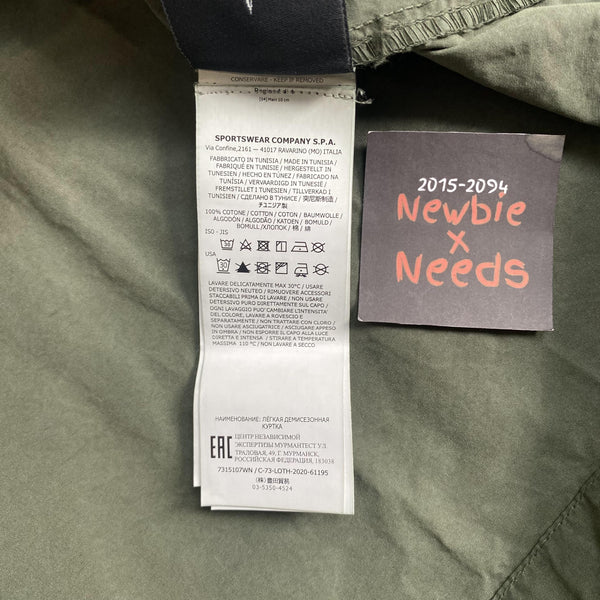 CONSERVARE - KEEP IF REMOVED
SPORTSWEAR COMPANY S.P.A.
Via Confine,2161 — 41017 RAVARINO (MO) ITALIA
FABBRICATO IN TUNISIA / MADE IN TUNISIA /
FABRIQUÉ EN TUNISIE / HERGESTELLT IN
TUNESIEN / HECHO EN TUNEZ / FABRICADO NA
TUNÍSIA / VERVAARDIGD IN TUNESIË /
FREMSTILLET I TUNESIEN / TILLVERKAD I
TUNISIEN / СДЕЛАНО В ТУНИСЕ / 突尼斯制造 /
チュニジア製 /
100% COTONE / COTTON / COTON / BAUMWOLLE /
ALGODÓN / ALGODÃO / KATOEN / BOMULD /
BOMULL /ХЛОПОК / 棉 / 綿
ISO - JIS
USA
30
LAVARE DELICATAMENTE MAX 30°C / USARE
DETERSIVO NEUTEO / RIMUOVERE ACCESSORI
STACCABILI PRIMA DI LAVARE / NON USARE
DETERSIVO PURO DIRETTAMENTE SUL CAPO /
OGNI LAVAGGIO PUO'CAMBIARE L'INTENSITA'
DEL COLORE, LAVARE A ROVESCIO E
SEPARATAMENTE / NON TRATTARE CON CLORO /
NON USARE ASCIUGATRICE / ASCIUGARE APPESO
IN OMBRA / NON ESPORRE IL CAPO ALLA LUCE
DIRETTA E INTENSA / STIRARE A TEMPERATURA
MASSIMA 110 °C / NON LAVARE A SECCO /
НАИМЕНОВАНИЕ: ЛЁГКАЯ ДЕМИСЕЗОННАЯ
КУРТКА
EAC
ЦЕНТР НЕЗАВИСИМОЙ
ЭКСПЕРТИЗЫ МУРМАНТЕСТ УЛ.
ТРАЛОВАЯ, 49, Г. МУРМАНСК,
РОССИЙСКАЯ ФЕДЕРАЦИЯ, 183038
7315107WN / C-73-LOTH-2020-61195
(株) 豊田貿易
03-5350-4524
2015-2094
Newbie
x
Needs